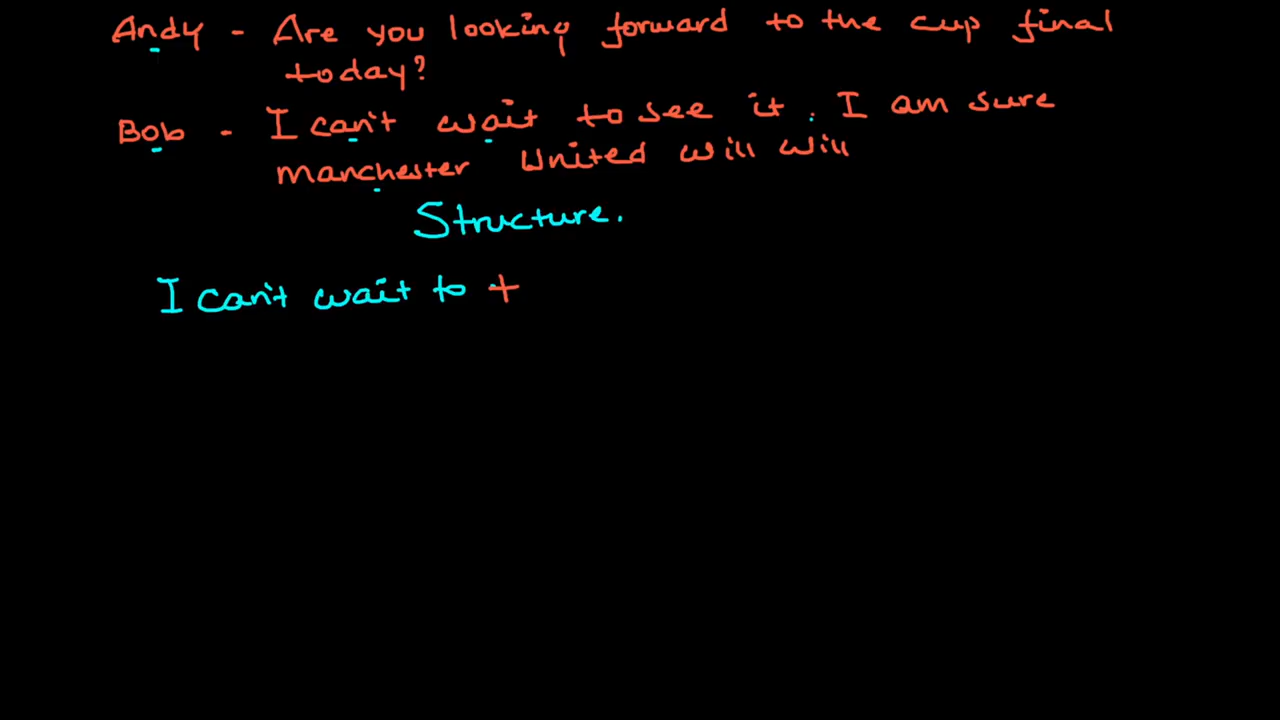 Andy - Are you looking forward to the cup final
today?
Bob - I can't wait to see it. I am sure
manchester United will will
Structure.
I can't wait to +